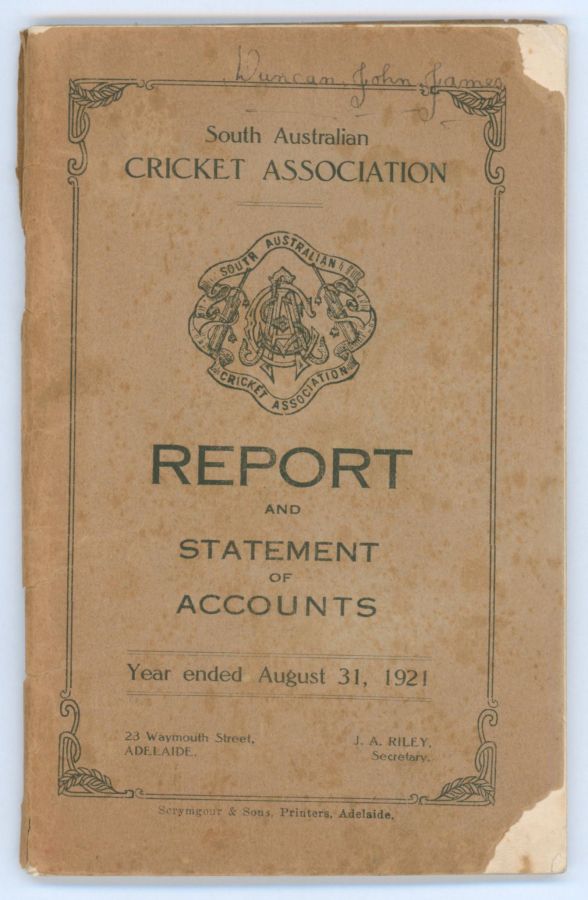 Duncan, John, James
South Australian
CRICKET ASSOCIATION
SOUTH AUSTRALIAN
CRICKET ASSOCIATION
REPORT
AND
STATEMENT
OF
ACCOUNTS
Year ended August 31, 1921
23 Waymouth Street, J. A. RILEY,
ADELAIDE. Secretary.
Scrymgour & Sons, Printers, Adelaide.